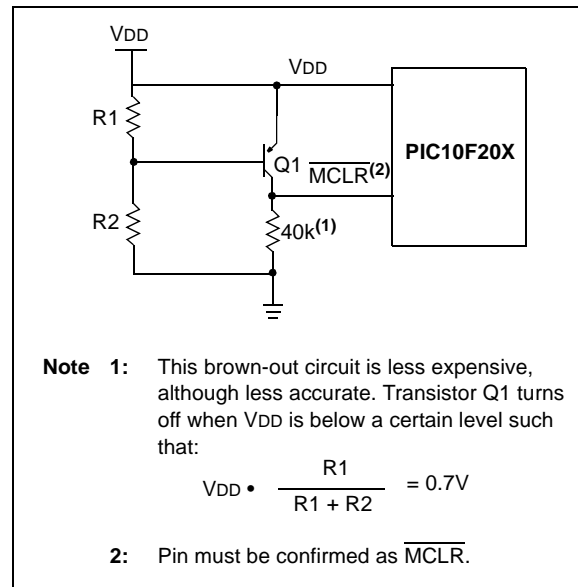 VDD
VDD
R1
PIC10F20X
Q1 MCLR(2)
R2
40k(1)
Note 1: This brown-out circuit is less expensive,
although less accurate. Transistor Q1 turns
off when VDD is below a certain level such
that:
VDD • R1 / R1 + R2 = 0.7V
2: Pin must be confirmed as MCLR.